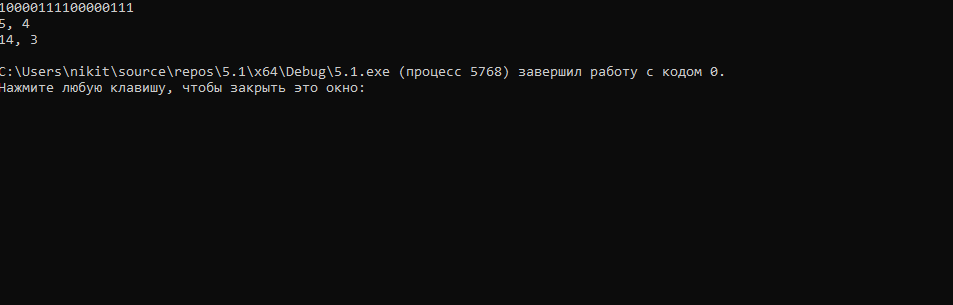 10000111100000111
5, 4
14, 3
C:\Users\nikit\source\repos\5.1\x64\Debug\5.1.exe (процесс 5768) завершил работу с кодом 0.
Нажмите любую клавишу, чтобы закрыть это окно: